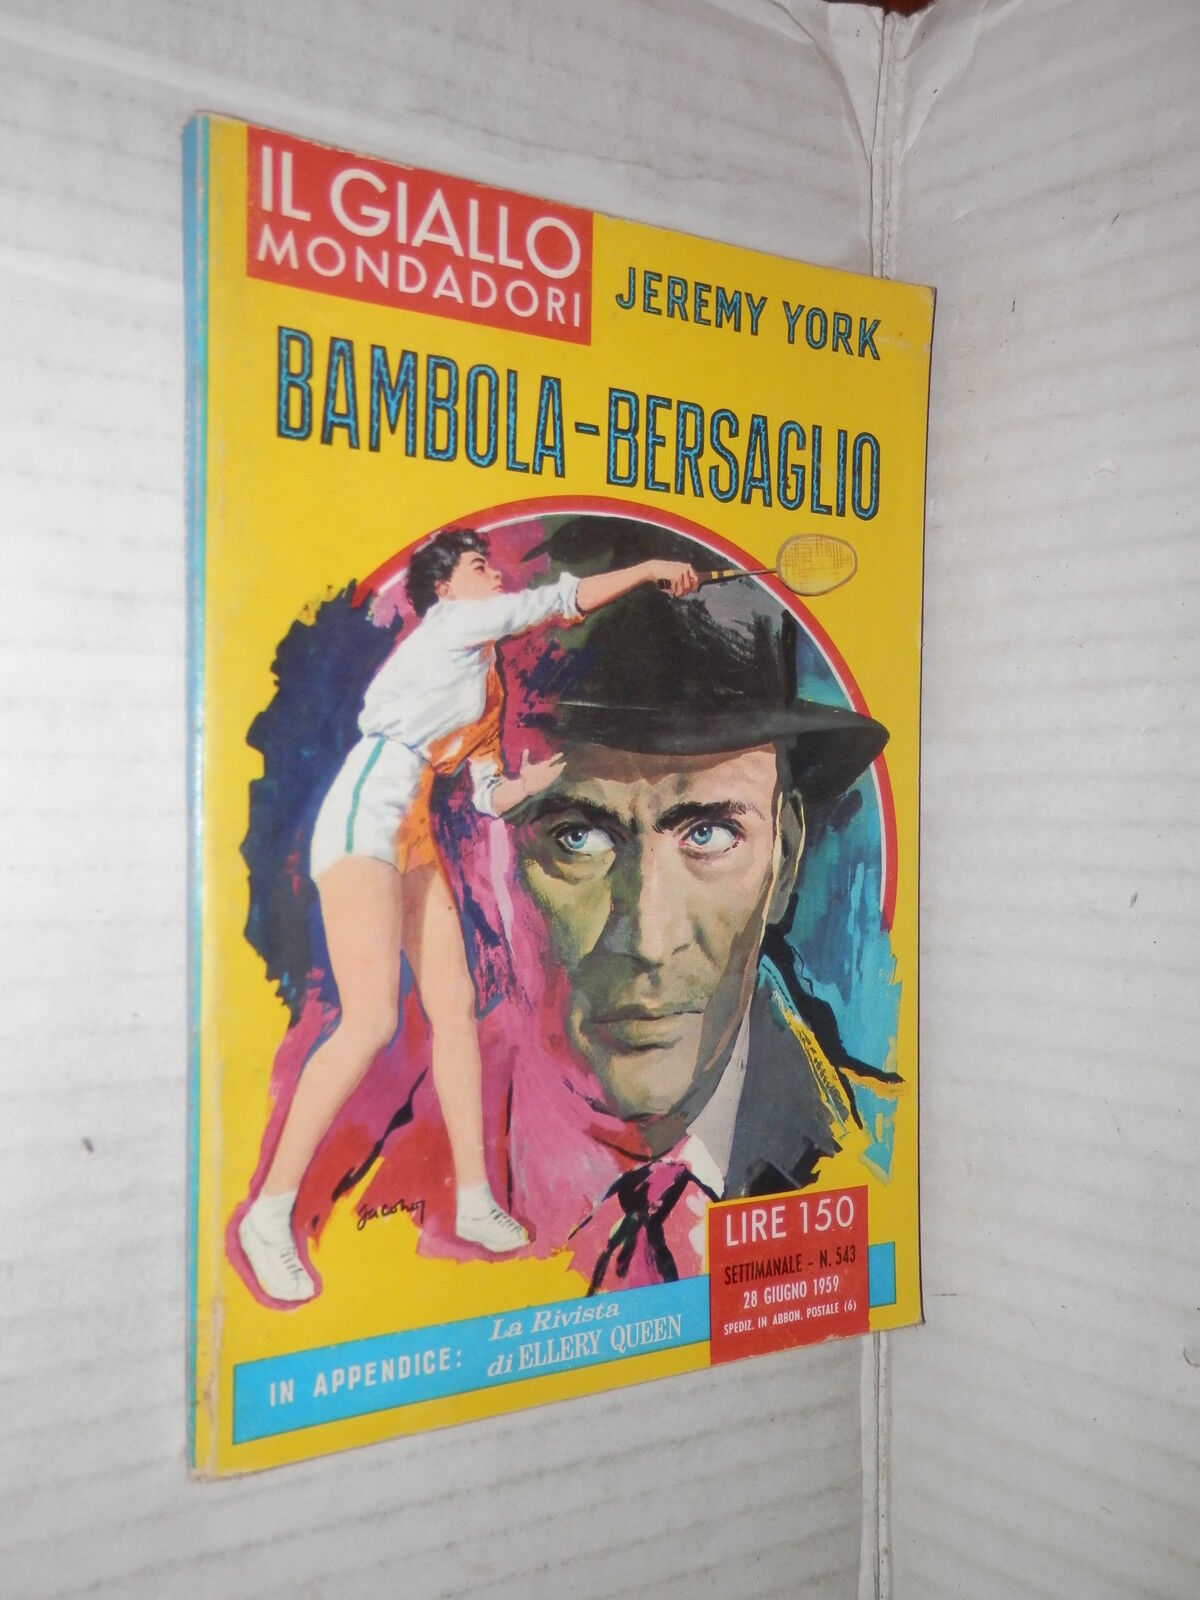 IL GIALLO
MONDADORI
JEREMY YORK
BAMBOLA-BERSAGLIO
LIRE 150
SETTIMANALE - N. 543
28 GIUGNO 1959
SPEDIZ. IN ABBON. POSTALE (6)
IN APPENDICE:
La Rivista
di ELLERY QUEEN